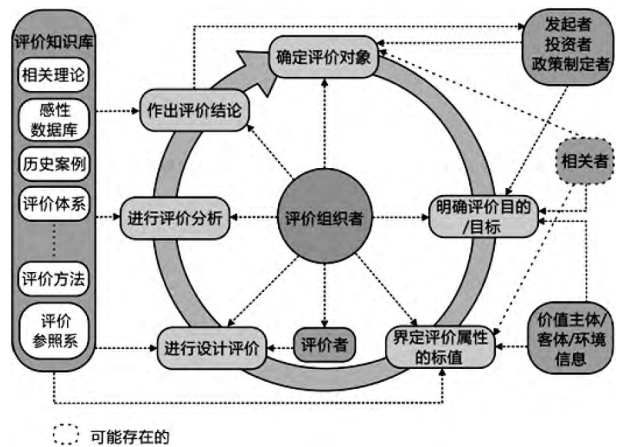 评价知识库
相关理论
感性
数据库
历史案例
评价体系
评价方法
评价
参照系
确定评价对象
作出评价结论
进行评价分析
进行设计评价
评价组织者
评价者
明确评价目的
/目标
界定评价属性
的标值
发起者
投资者
政策制定者
相关者
价值主体/
客体/环境
信息
可能存在的